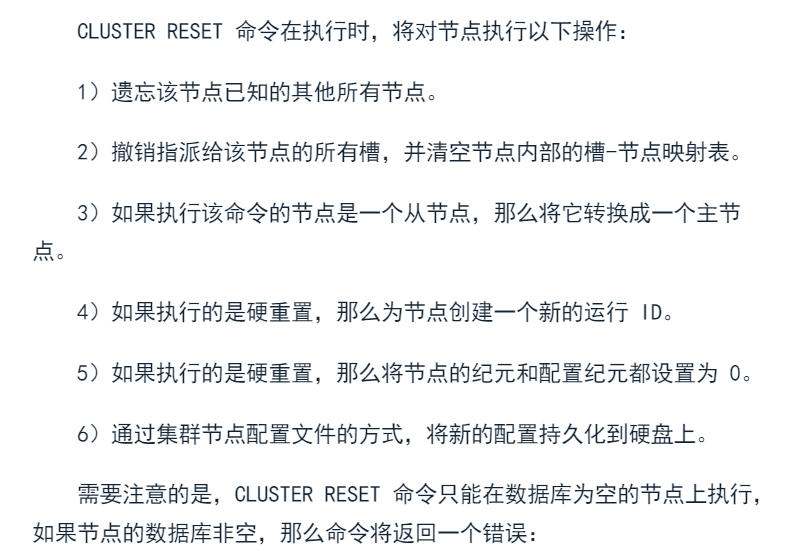 CLUSTER RESET 命令在执行时，将对节点执行以下操作：
1）遗忘该节点已知的其他所有节点。
2）撤销指派给该节点的所有槽，并清空节点内部的槽-节点映射表。
3）如果执行该命令的节点是一个从节点，那么将它转换成一个主节
点。
4）如果执行的是硬重置，那么为节点创建一个新的运行 ID。
5）如果执行的是硬重置，那么将节点的纪元和配置纪元都设置为 0。
6）通过集群节点配置文件的方式，将新的配置持久化到硬盘上。
需要注意的是，CLUSTER RESET 命令只能在数据库为空的节点上执行，
如果节点的数据库非空，那么命令将返回一个错误：